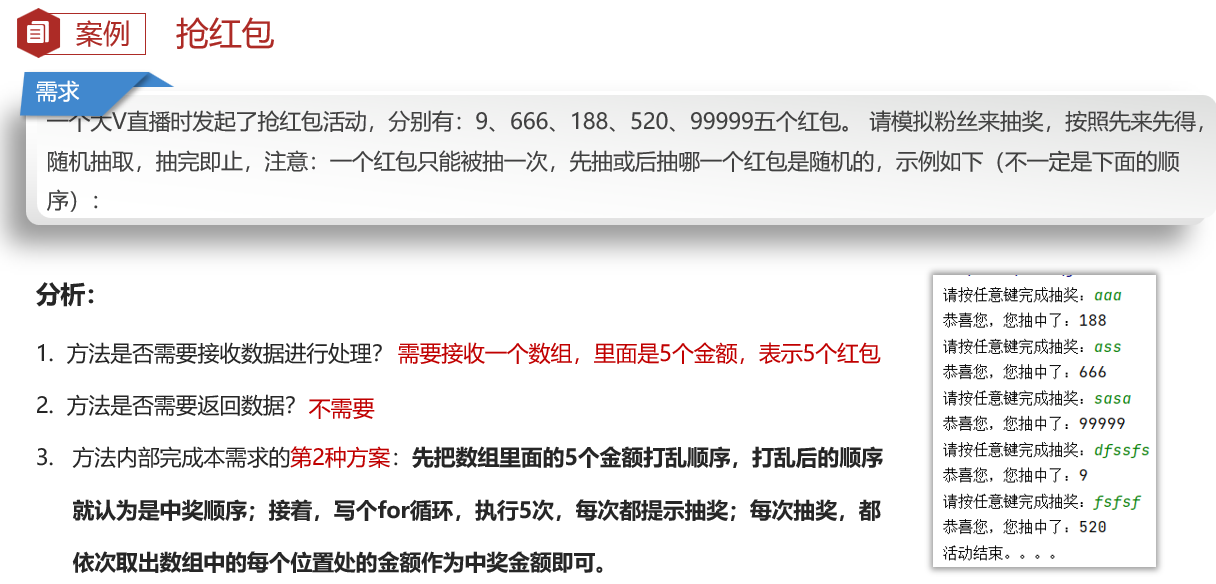 案例 抢红包
需求
一个大V直播时发起了抢红包活动，分别有：9、666、188、520、99999五个红包。 请模拟粉丝来抽奖，按照先来先得，
随机抽取，抽完即止，注意：一个红包只能被抽一次，先抽或后抽哪一个红包是随机的，示例如下（不一定是下面的顺
序）：
分析：
1. 方法是否需要接收数据进行处理？ 需要接收一个数组，里面是5个金额，表示5个红包
2. 方法是否需要返回数据？ 不需要
3. 方法内部完成本需求的第2种方案：先把数组里面的5个金额打乱顺序，打乱后的顺序
就认为是中奖顺序；接着，写个for循环，执行5次，每次都提示抽奖；每次抽奖，都
依次取出数组中的每个位置处的金额作为中奖金额即可。
请按任意键完成抽奖：aaa
恭喜您，您抽中了：188
请按任意键完成抽奖：ass
恭喜您，您抽中了：666
请按任意键完成抽奖：sasa
恭喜您，您抽中了：99999
请按任意键完成抽奖：dfssfs
恭喜您，您抽中了：9
请按任意键完成抽奖：fsfsf
恭喜您，您抽中了：520
活动结束。。。。